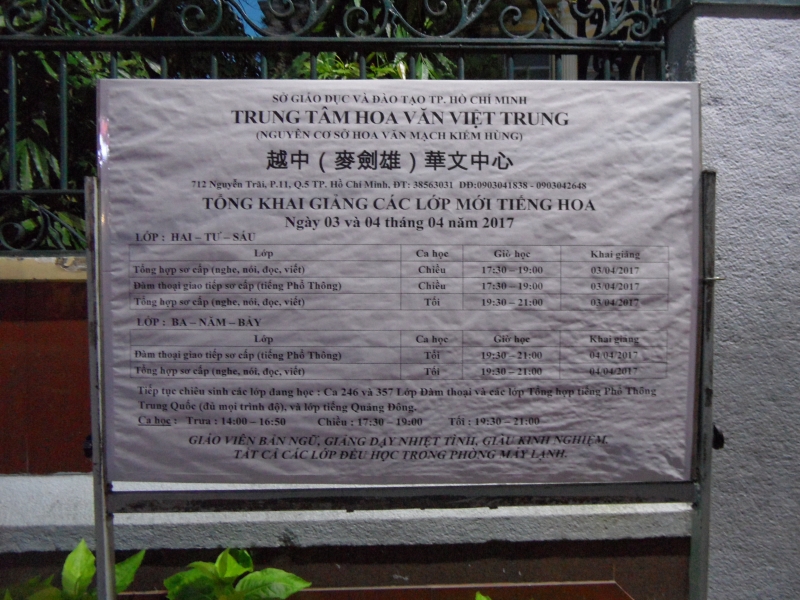 SỞ GIÁO DỤC VÀ ĐÀO TẠO TP. HỒ CHÍ MINH
TRUNG TÂM HOA VĂN VIỆT TRUNG
(NGUYÊN CƠ SỞ HOA VĂN MẠCH KIẾM HÙNG)
越中（麥劍雄）華文中心
712 Nguyễn Trãi, P.11, Q.5 TP. Hồ Chí Minh, ĐT: 38563031 DĐ:0903041838 - 0903042648
TỔNG KHAI GIẢNG CÁC LỚP MỚI TIẾNG HOA
Ngày 03 và 04 tháng 04 năm 2017
LỚP : HAI – TƯ – SÁU
Lớp Ca học Giờ học Khai giảng
Tổng hợp sơ cấp (nghe, nói, đọc, viết) Chiều 17:30 – 19:00 03/04/2017
Đàm thoại giao tiếp sơ cấp (tiếng Phổ Thông) Chiều 17:30 – 19:00 03/04/2017
Tổng hợp sơ cấp (nghe, nói, đọc, viết) Tối 19:30 – 21:00 03/04/2017
LỚP : BA – NĂM – BẢY
Lớp Ca học Giờ học Khai giảng
Đàm thoại giao tiếp sơ cấp (tiếng Phổ Thông) Tối 19:30 – 21:00 04/04/2017
Tổng hợp sơ cấp (nghe, nói, đọc, viết) Tối 19:30 – 21:00 04/04/2017
Tiếp tục chiêu sinh các lớp đang học : Ca 246 và 357 Lớp Đàm thoại và các lớp Tổng hợp tiếng Phổ Thông
Trung Quốc (đủ mọi trình độ), và lớp tiếng Quảng Đông.
Ca học : Trưa : 14:00 – 16:50 Chiều : 17:30 – 19:00 Tối : 19:30 – 21:00
GIÁO VIÊN BẢN NGỮ, GIẢNG DẠY NHIỆT TÌNH, GIÀU KINH NGHIỆM.
TẤT CẢ CÁC LỚP ĐỀU HỌC TRONG PHÒNG MÁY LẠNH.